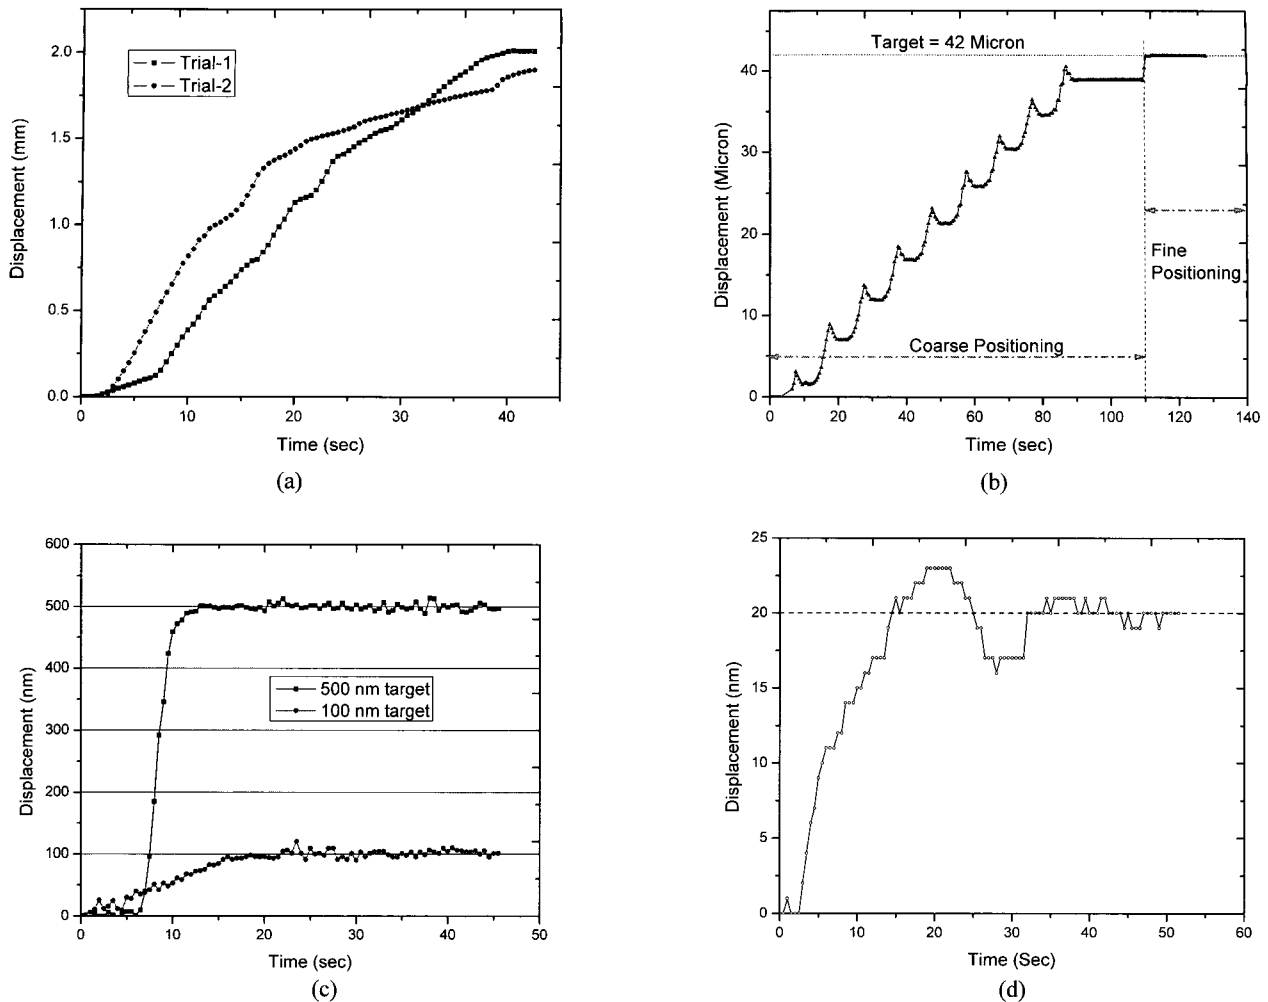 Trial-1
Trial-2
2.0
1.5
1.0
0.5
0.0
Displacement (mm)
0 10 20 30 40
Time (sec)
(a)
Target = 42 Micron
40
30
20
10
0
Displacement (Micron)
Fine
Positioning
Coarse Positioning
0 20 40 60 80 100 120 140
Time (sec)
(b)
600
500
400
300
200
100
0
Displacement (nm)
500 nm target
100 nm target
0 10 20 30 40 50
Time (sec)
(c)
25
20
15
10
5
0
Displacement (nm)
0 10 20 30 40 50 60
Time (Sec)
(d)